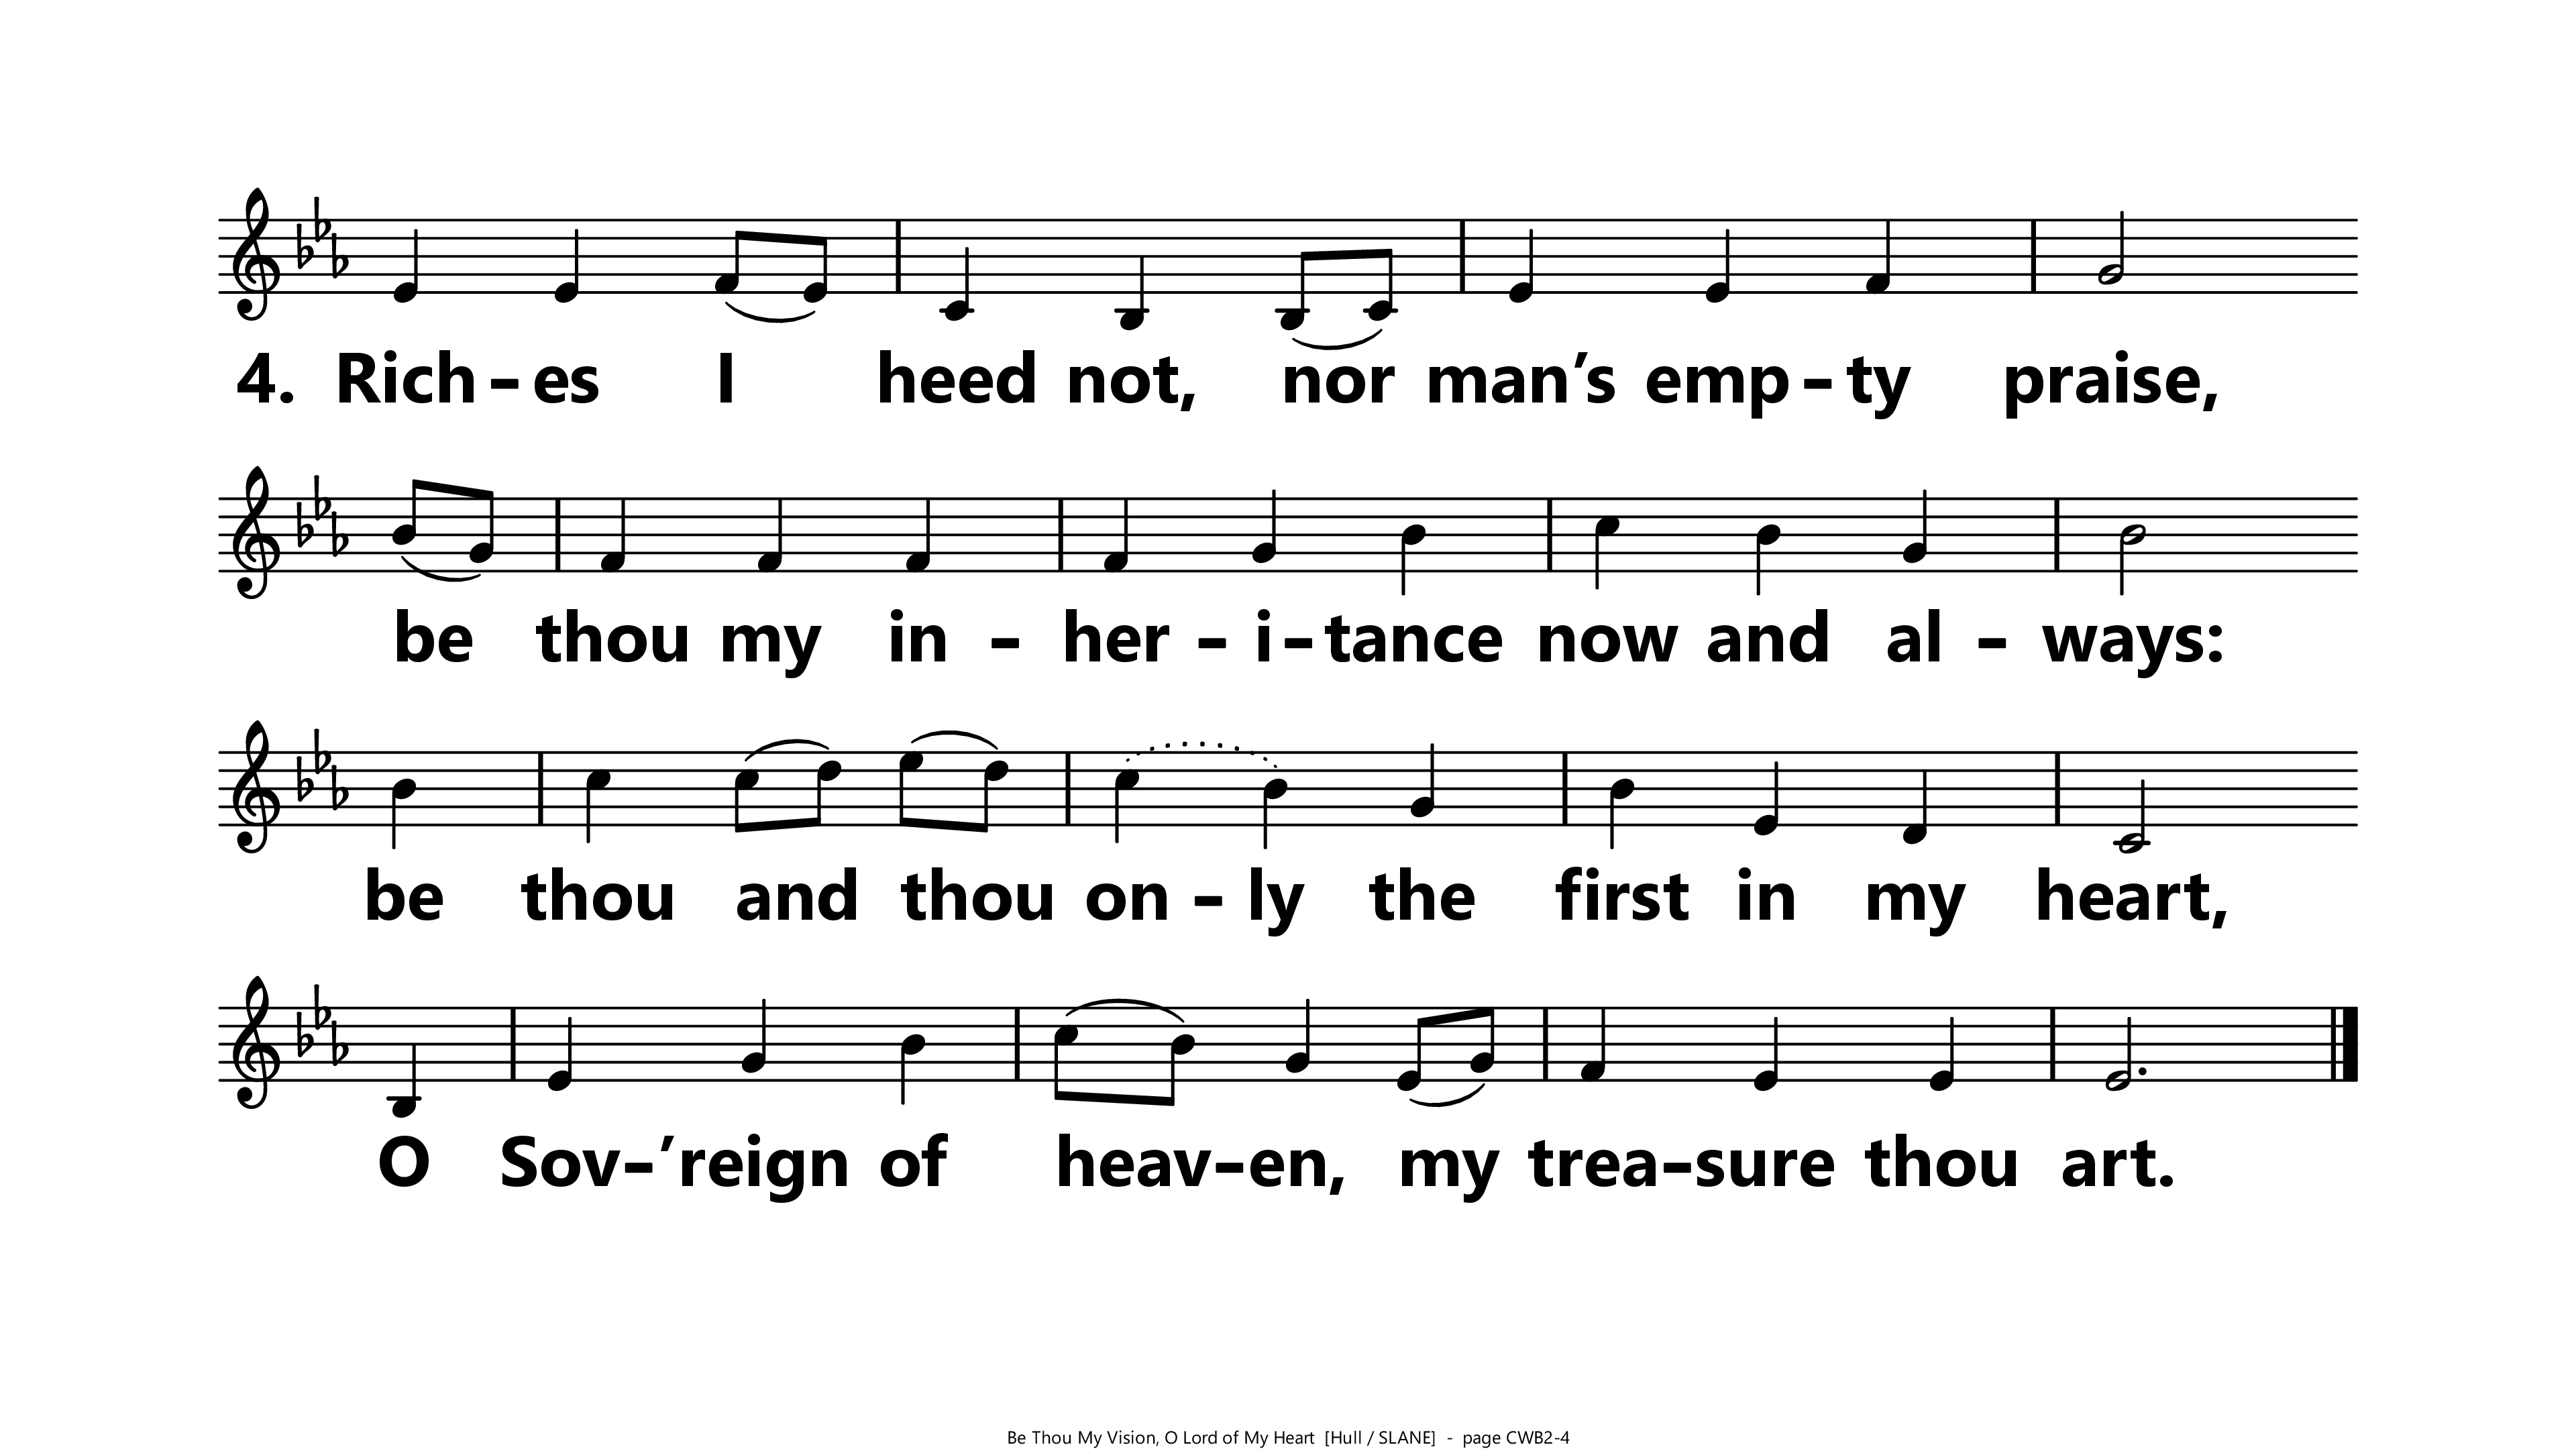 4. Rich-es I heed not, nor man’s emp-ty praise,
be thou my in - her - i-tance now and al - ways:
be thou and thou on-ly the first in my heart,
O Sov-’reign of heav-en, my trea-sure thou art.
Be Thou My Vision, O Lord of My Heart [Hull / SLANE] - page CWB2-4